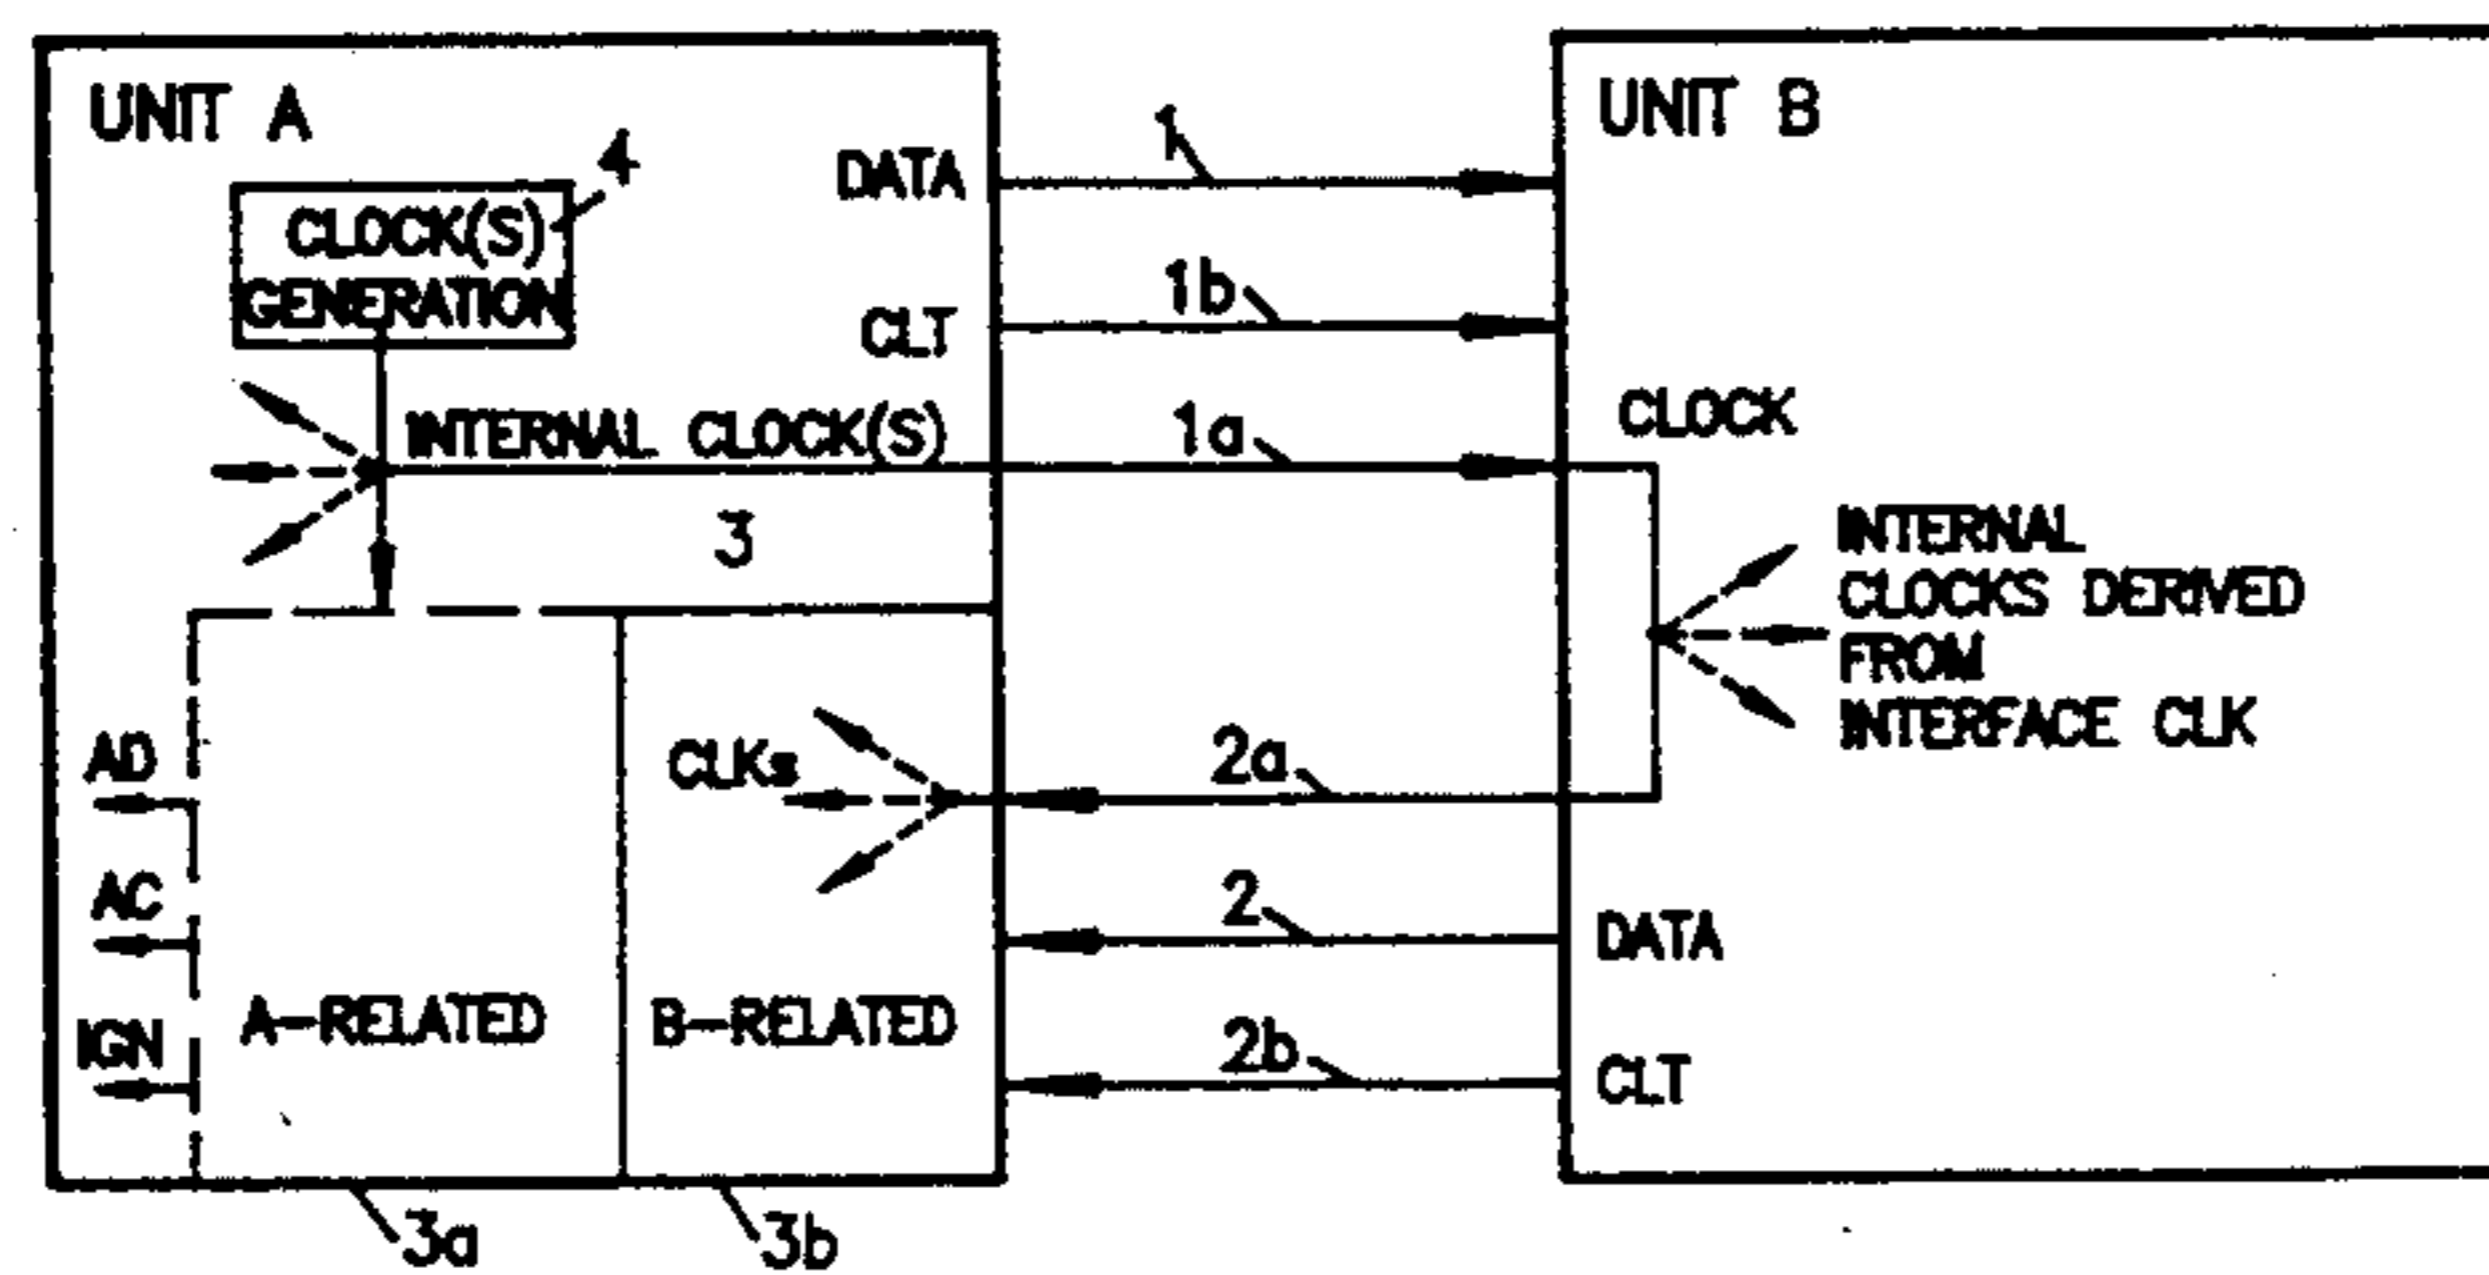 UNIT A
4
CLOCK(S)
GENERATION
DATA
CLT
INTERNAL CLOCK(S)
3
AD
AC
IGN
A-RELATED
CLKs
B-RELATED
3a
3b
1
1b
1a
2a
2
2b
UNIT B
CLOCK
INTERNAL
CLOCKS DERIVED
FROM
INTERFACE CLK
DATA
CLT